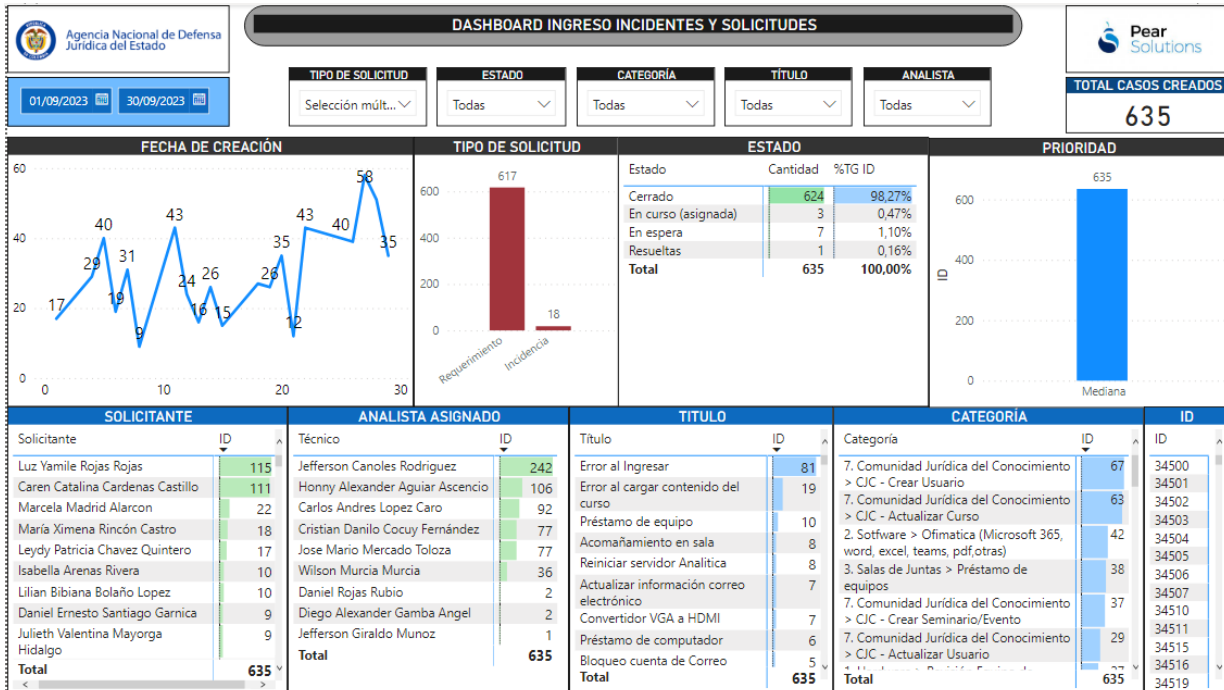 Agencia Nacional de Defensa
Jurídica del Estado
DASHBOARD INGRESO INCIDENTES Y SOLICITUDES
Pear
Solutions
01/09/2023 30/09/2023
TIPO DE SOLICITUD
Selección múlt...
ESTADO
Todas
CATEGORÍA
Todas
TÍTULO
Todas
ANALISTA
Todas
TOTAL CASOS CREADOS
635
FECHA DE CREACIÓN
60
40
20
0
17
29
40
19
31
9
43
24
16
26
15
26
35
12
43
40
58
35
0 10 20 30
TIPO DE SOLICITUD
600
400
200
0
617
18
Requerimiento
Incidencia
ESTADO
Estado Cantidad %TG ID
Cerrado 624 98,27%
En curso (asignada) 3 0,47%
En espera 7 1,10%
Resueltas 1 0,16%
Total 635 100,00%
PRIORIDAD
635
600
400
200
0
ID
Mediana
SOLICITANTE
Solicitante ID
Luz Yamile Rojas Rojas 115
Caren Catalina Cardenas Castillo 111
Marcela Madrid Alarcon 22
María Ximena Rincón Castro 18
Leydy Patricia Chavez Quintero 17
Isabella Arenas Rivera 10
Lilian Bibiana Bolaño Lopez 10
Daniel Ernesto Santiago Garnica 9
Julieth Valentina Mayorga 9
Hidalgo
Total 635
ANALISTA ASIGNADO
Técnico ID
Jefferson Canoles Rodriguez 242
Honny Alexander Aguiar Ascencio 106
Carlos Andres Lopez Caro 92
Cristian Danilo Cocuy Fernández 77
Jose Mario Mercado Toloza 77
Wilson Murcia Murcia 36
Daniel Rojas Rubio 2
Diego Alexander Gamba Angel 2
Jefferson Giraldo Munoz 1
Total 635
TITULO
Título ID
Error al Ingresar 81
Error al cargar contenido del 19
curso
Préstamo de equipo 10
Acomañamiento en sala 8
Reiniciar servidor Analitica 8
Actualizar información correo 7
electrónico
Convertidor VGA a HDMI 7
Préstamo de computador 6
Bloqueo cuenta de Correo 5
Total 635
CATEGORÍA
Categoría ID
7. Comunidad Jurídica del Conocimiento 67
> CJC - Crear Usuario
7. Comunidad Jurídica del Conocimiento 63
> CJC - Actualizar Curso
2. Sotfware > Ofimatica (Microsoft 365, 42
word, excel, teams, pdf,otras)
3. Salas de Juntas > Préstamo de 38
equipos
7. Comunidad Jurídica del Conocimiento 37
> CJC - Crear Seminario/Evento
7. Comunidad Jurídica del Conocimiento 29
> CJC - Actualizar Usuario
Total 635
ID
ID
34500
34501
34502
34503
34504
34505
34506
34507
34510
34511
34515
34516
34519